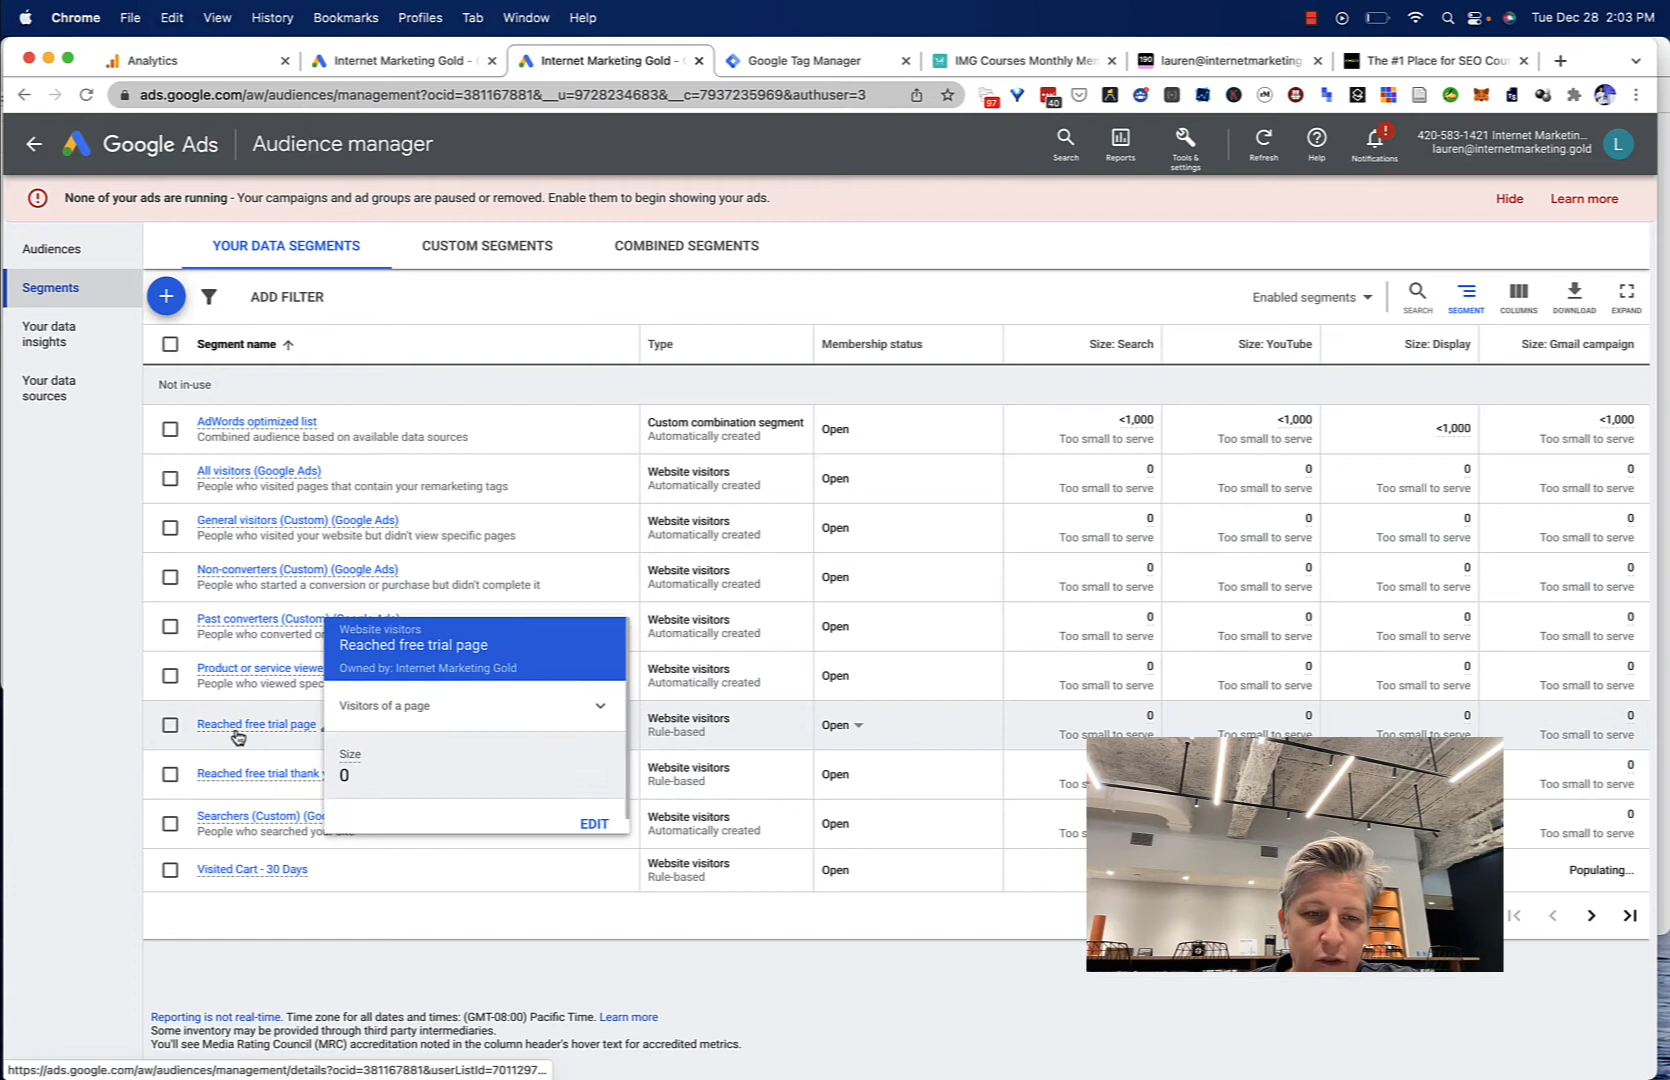 Chrome File Edit View History Bookmarks Profiles Tab Window Help Tue Dec 28 2:03 PM
Analytics Internet Marketing Gold - Internet Marketing Gold - Google Tag Manager IMG Courses Monthly Mem lauren@internetmarketing The #1 Place for SEO Cou
ads.google.com/aw/audiences/management?ocid=381167881&__u=9728234683&__c=7937235969&authuser=3
97 40
Google Ads Audience manager
Search Reports Tools & settings Refresh Help Notifications
420-583-1421 Internet Marketin...
lauren@internetmarketing.gold
L
None of your ads are running - Your campaigns and ad groups are paused or removed. Enable them to begin showing your ads. Hide Learn more
Audiences
Segments
Your data insights
Your data sources
YOUR DATA SEGMENTS CUSTOM SEGMENTS COMBINED SEGMENTS
ADD FILTER Enabled segments SEARCH SEGMENT COLUMNS DOWNLOAD EXPAND
Segment name Type Membership status Size: Search Size: YouTube Size: Display Size: Gmail campaign
Not in-use
AdWords optimized list Custom combination segment Open <1,000 <1,000 <1,000 <1,000
Combined audience based on available data sources Automatically created Too small to serve Too small to serve Too small to serve
All visitors (Google Ads) Website visitors Open 0 0 0 0
People who visited pages that contain your remarketing tags Automatically created Too small to serve Too small to serve Too small to serve Too small to serve
General visitors (Custom) (Google Ads) Website visitors Open 0 0 0 0
People who visited your website but didn't view specific pages Automatically created Too small to serve Too small to serve Too small to serve Too small to serve
Non-converters (Custom) (Google Ads) Website visitors Open 0 0 0 0
People who started a conversion or purchase but didn't complete it Automatically created Too small to serve Too small to serve Too small to serve Too small to serve
Past converters (Custom) (Google Ads) Website visitors Open 0 0 0 0
People who converted or Automatically created Too small to serve Too small to serve Too small to serve Too small to serve
Product or service viewe Website visitors Open 0 0 0 0
People who viewed spec Automatically created Too small to serve Too small to serve Too small to serve Too small to serve
Reached free trial page Website visitors Open 0 0 0 0
Rule-based Too small to serve Too small to serve Too small to serve Too small to serve
Reached free trial thank Website visitors Open 0
Rule-based Too s Too small to serve
Searchers (Custom) (Goo Website visitors Open 0
People who searched yo Automatically created Too s Too small to serve
Visited Cart - 30 Days Website visitors Open Populating...
Rule-based
Website visitors
Reached free trial page
Owned by: Internet Marketing Gold
Visitors of a page
Size
0
EDIT
Reporting is not real-time. Time zone for all dates and times: (GMT-08:00) Pacific Time. Learn more
Some inventory may be provided through third party intermediaries.
You'll see Media Rating Council (MRC) accreditation noted in the column header's hover text for accredited metrics.
https://ads.google.com/aw/audiences/management/details?ocid=381167881&userListId=7011297...